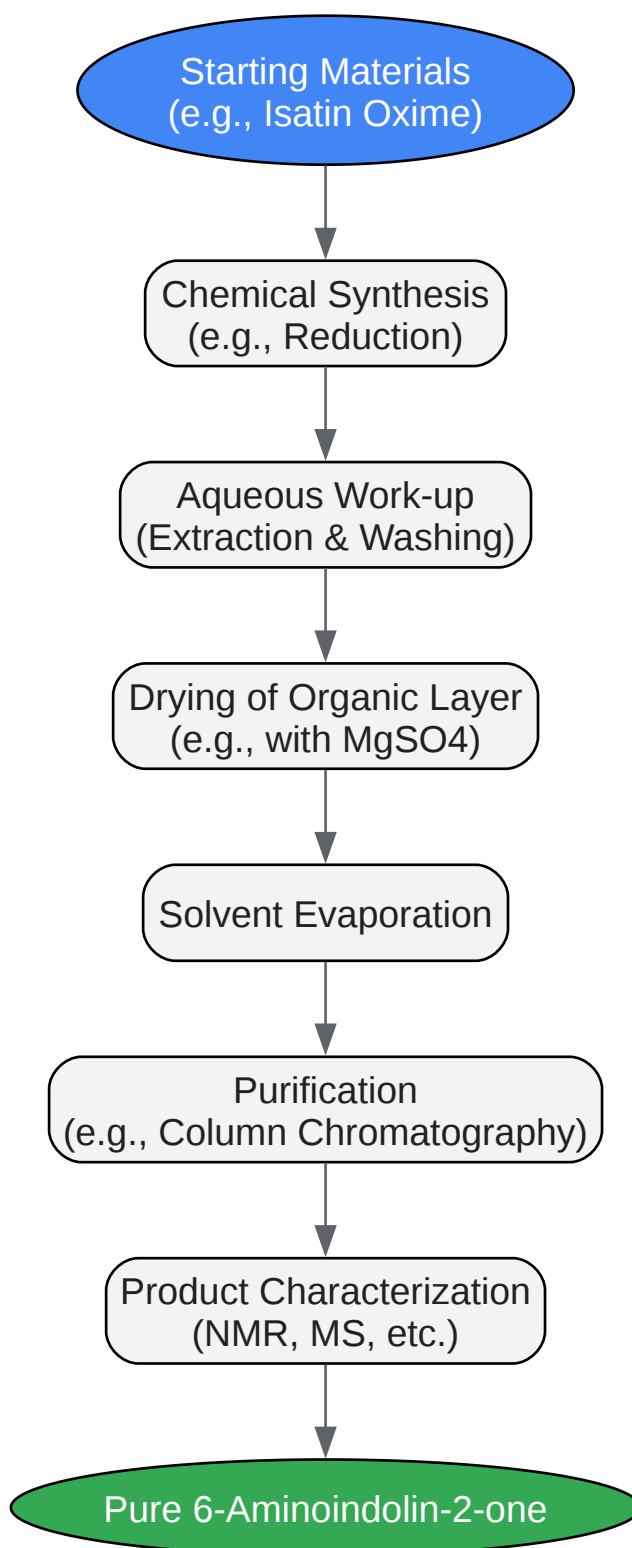 Starting Materials
(e.g., Isatin Oxime)
Chemical Synthesis
(e.g., Reduction)
Aqueous Work-up
(Extraction & Washing)
Drying of Organic Layer
(e.g., with MgSO4)
Solvent Evaporation
Purification
(e.g., Column Chromatography)
Product Characterization
(NMR, MS, etc.)
Pure 6-Aminoindolin-2-one